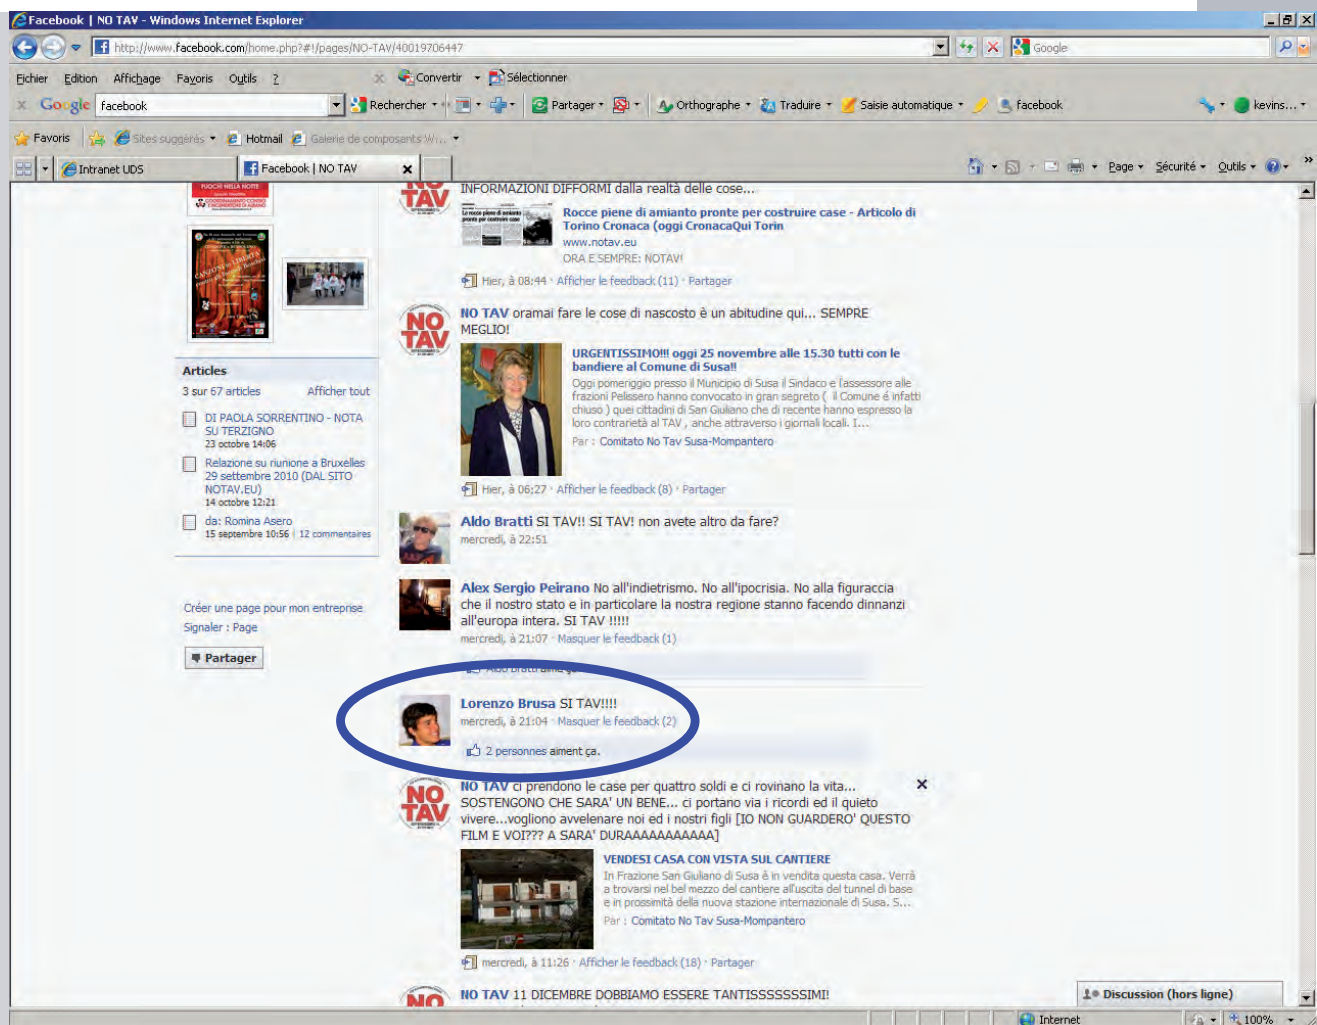 Facebook | NO TAV - Windows Internet Explorer
http://www.facebook.com/home.php?#!/pages/NO-TAV/40019706447
Google
Fichier Edition Affichage Favoris Outils ?
x Convertir Sélectionner
x Google facebook Rechercher Partager Orthographe Traduire Saisie automatique facebook kevins...
Favoris Sites suggérés Hotmail Galerie de composants W...
Intranet UDS Facebook | NO TAV x Page Sécurité Outils »
FUOCHI NELLA NOTTE
Articles
3 sur 67 articles Afficher tout
DI PAOLA SORRENTINO - NOTA
SU TERZIGNO
23 octobre 14:06
Relazione su riunione a Bruxelles
29 settembre 2010 (DAL SITO
NOTAV.EU)
14 octobre 12:21
da: Romina Asero
15 septembre 10:56 | 12 commentaires
Créer une page pour mon entreprise
Signaler : Page
Partager
NO
TAV
INFORMAZIONI DIFFORMI dalla realtà delle cose...
Rocce piene di amianto pronte per costruire case - Articolo di
Torino Cronaca (oggi CronacaQui Torin
www.notav.eu
ORA E SEMPRE: NOTAV!
Hier, à 08:44 · Afficher le feedback (11) · Partager
NO
TAV
NO TAV oramai fare le cose di nascosto è un abitudine qui... SEMPRE
MEGLIO!
URGENTISSIMO!!! oggi 25 novembre alle 15.30 tutti con le
bandiere al Comune di Susa!!
Oggi pomeriggio presso il Municipio di Susa il Sindaco e l'assessore alle
frazioni Pelissero hanno convocato in gran segreto ( il Comune é infatti
chiuso ) quei cittadini di San Giuliano che di recente hanno espresso la
loro contrarietà al TAV , anche attraverso i giornali locali. I...
Par : Comitato No Tav Susa-Mompantero
Hier, à 06:27 · Afficher le feedback (8) · Partager
Aldo Bratti SI TAV!! SI TAV! non avete altro da fare?
mercredi, à 22:51
Alex Sergio Peirano No all'indietrismo. No all'ipocrisia. No alla figuraccia
che il nostro stato e in particolare la nostra regione stanno facendo dinnanzi
all'europa intera. SI TAV !!!!!
mercredi, à 21:07 · Masquer le feedback (1)
Aldo Bratti aime ça.
Lorenzo Brusa SI TAV!!!!
mercredi, à 21:04 · Masquer le feedback (2)
2 personnes aiment ça.
NO
TAV
NO TAV ci prendono le case per quattro soldi e ci rovinano la vita...
SOSTENGONO CHE SARA' UN BENE... ci portano via i ricordi ed il quieto
vivere...vogliono avvelenare noi ed i nostri figli [IO NON GUARDERO' QUESTO
FILM E VOI??? A SARA' DURAAAAAAAAAAA]
VENDESI CASA CON VISTA SUL CANTIERE
In Frazione San Giuliano di Susa è in vendita questa casa. Verrà
a trovarsi nel bel mezzo del cantiere all'uscita del tunnel di base
e in prossimità della nuova stazione internazionale di Susa. S...
Par : Comitato No Tav Susa-Mompantero
mercredi, à 11:26 · Afficher le feedback (18) · Partager
NO
NO TAV 11 DICEMBRE DOBBIAMO ESSERE TANTISSSSSSSIMI!
Discussion (hors ligne)
Internet 100%